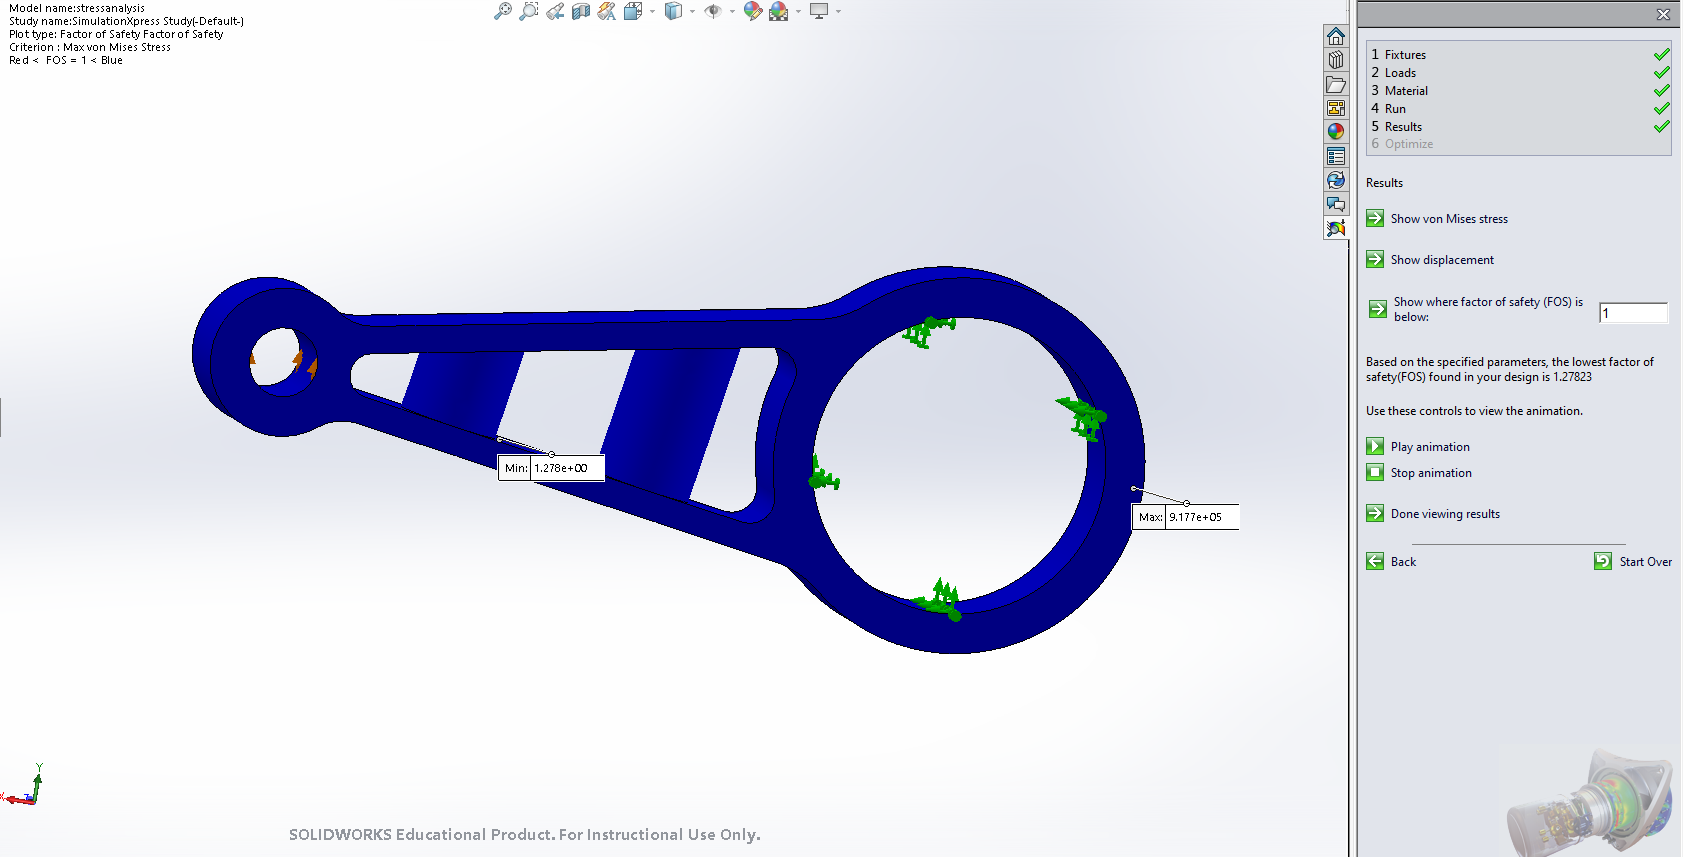 Model name:stressanalysis
Study name:SimulationXpress Study(-Default-)
Plot type: Factor of Safety Factor of Safety
Criterion : Max von Mises Stress
Red < FOS = 1 < Blue
1 Fixtures
2 Loads
3 Material
4 Run
5 Results
6 Optimize
Results
Show von Mises stress
Show displacement
Show where factor of safety (FOS) is
below:
1
Based on the specified parameters, the lowest factor of
safety(FOS) found in your design is 1.27823
Use these controls to view the animation.
Play animation
Stop animation
Done viewing results
Back
Start Over
Min: 1.278e+00
Max: 9.177e+05
Y
X
Z
SOLIDWORKS Educational Product. For Instructional Use Only.